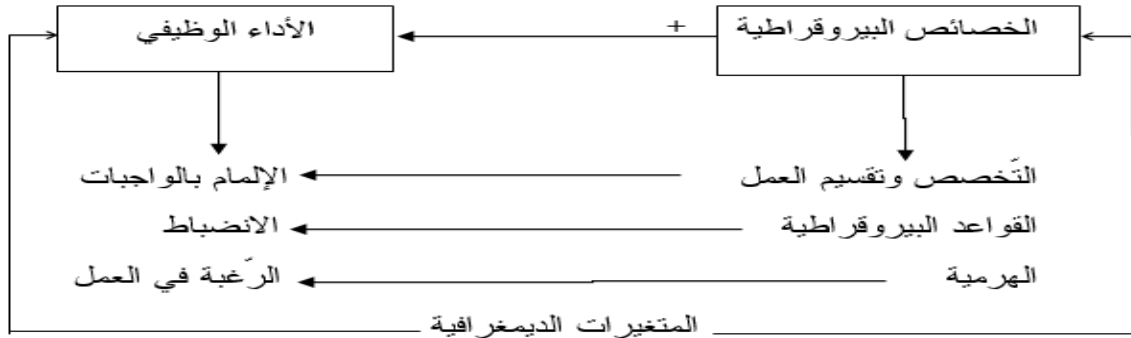 الخصائص البيروقراطية + الأداء الوظيفي
التّخصص وتقسيم العمل الإلمام بالواجبات
القواعد البيروقراطية الانضباط
الهرمية الرّغبة في العمل
المتغيرات الديمغرافية